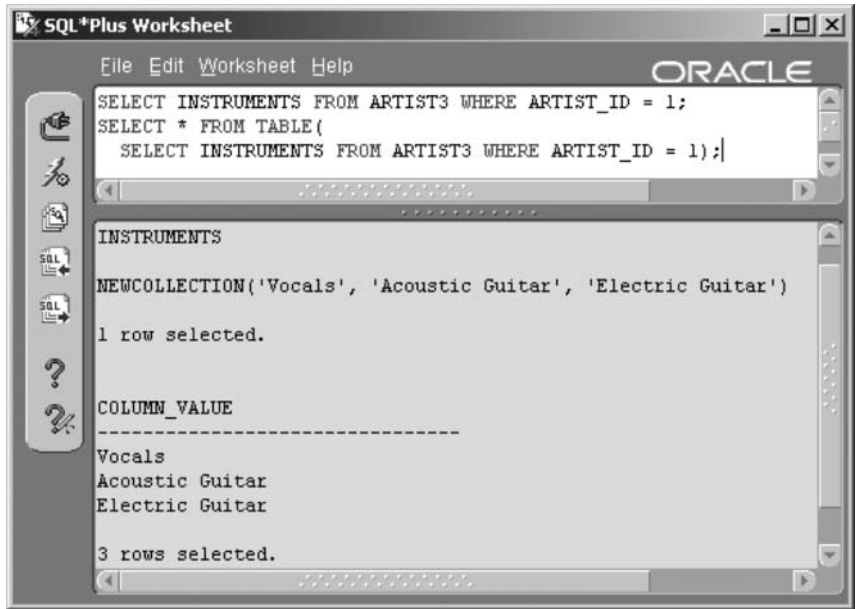 SQL*Plus Worksheet
File Edit Worksheet Help
ORACLE
SELECT INSTRUMENTS FROM ARTIST3 WHERE ARTIST_ID = 1;
SELECT * FROM TABLE(
SELECT INSTRUMENTS FROM ARTIST3 WHERE ARTIST_ID = 1);
SQL
SQL
INSTRUMENTS
NEWCOLLECTION('Vocals', 'Acoustic Guitar', 'Electric Guitar')
1 row selected.
COLUMN_VALUE
--------------------------------
Vocals
Acoustic Guitar
Electric Guitar
3 rows selected.